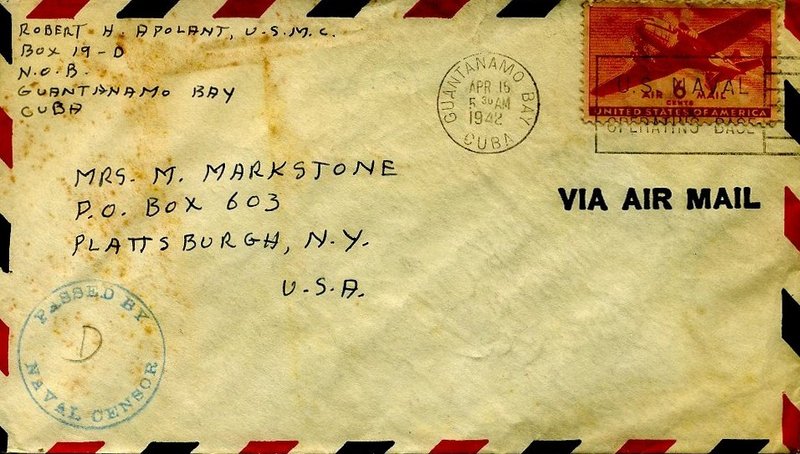 ROBERT H. APOLANT, U.S.M.C.
BOX 19-D
N.O.B.
GUANTANAMO BAY
CUBA
GUANTANAMO BAY
APR 15
5 30 AM
1942
CUBA
U.S. NAVAL
OPERATING BASE
AIR 6 MAIL
CENTS
UNITED STATES OF AMERICA
VIA AIR MAIL
MRS. M. MARKSTONE
P.O. BOX 603
PLATTSBURGH, N.Y.
U.S.A.
PASSED BY
D
NAVAL CENSOR